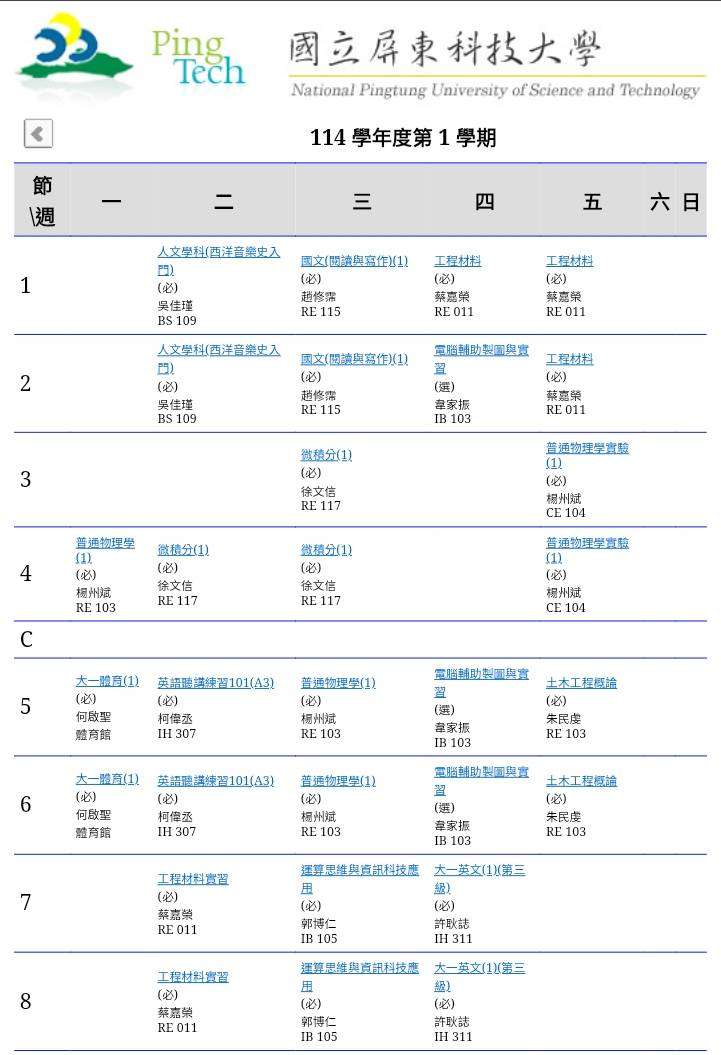 Ping
Tech
國立屏東科技大學
National Pingtung University of Science and Technology
114 學年度第 1 學期
節
\週
一
二
三
四
五
六
日
1
人文學科(西洋音樂史入
門)
(必)
吳佳瑾
BS 109
國文(閱讀與寫作)(1)
(必)
趙修霈
RE 115
工程材料
(必)
蔡嘉榮
RE 011
工程材料
(必)
蔡嘉榮
RE 011
2
人文學科(西洋音樂史入
門)
(必)
吳佳瑾
BS 109
國文(閱讀與寫作)(1)
(必)
趙修霈
RE 115
電腦輔助製圖與實
習
(選)
韋家振
IB 103
工程材料
(必)
蔡嘉榮
RE 011
3
微積分(1)
(必)
徐文信
RE 117
普通物理學實驗
(1)
(必)
楊州斌
CE 104
4
普通物理學
(1)
(必)
楊州斌
RE 103
微積分(1)
(必)
徐文信
RE 117
微積分(1)
(必)
徐文信
RE 117
普通物理學實驗
(1)
(必)
楊州斌
CE 104
C
5
大一體育(1)
(必)
何啟聖
體育館
英語聽講練習101(A3)
(必)
柯偉丞
IH 307
普通物理學(1)
(必)
楊州斌
RE 103
電腦輔助製圖與實
習
(選)
韋家振
IB 103
土木工程概論
(必)
朱民虔
RE 103
6
大一體育(1)
(必)
何啟聖
體育館
英語聽講練習101(A3)
(必)
柯偉丞
IH 307
普通物理學(1)
(必)
楊州斌
RE 103
電腦輔助製圖與實
習
(選)
韋家振
IB 103
土木工程概論
(必)
朱民虔
RE 103
7
工程材料實習
(必)
蔡嘉榮
RE 011
運算思維與資訊科技應
用
(必)
郭博仁
IB 105
大一英文(1)(第三
級)
(必)
許耿誌
IH 311
8
工程材料實習
(必)
蔡嘉榮
RE 011
運算思維與資訊科技應
用
(必)
郭博仁
IB 105
大一英文(1)(第三
級)
(必)
許耿誌
IH 311